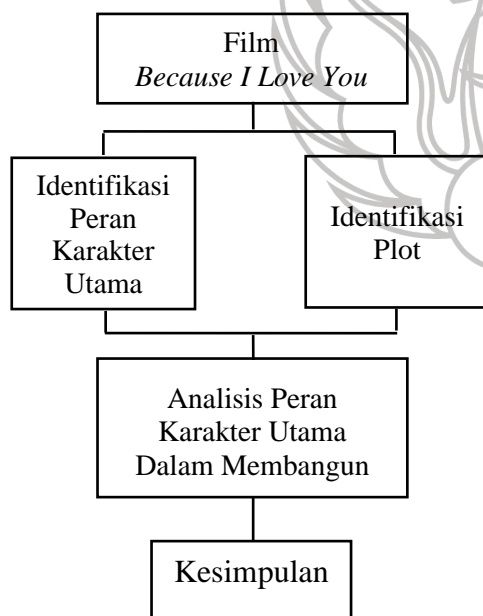 Film
Because I Love You
Identifikasi
Peran
Karakter
Utama
Identifikasi
Plot
Analisis Peran
Karakter Utama
Dalam Membangun
Kesimpulan